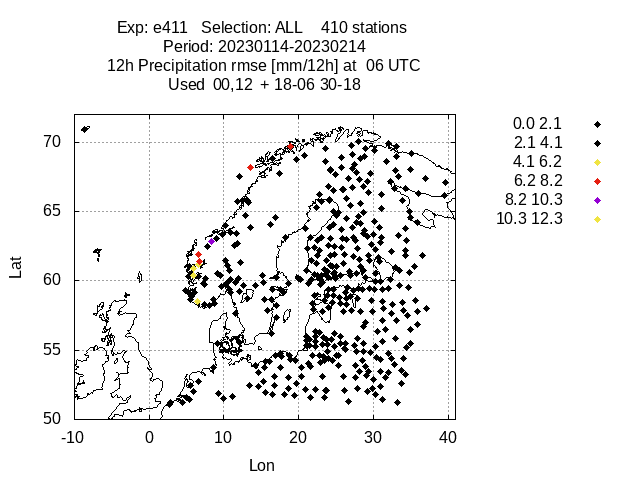 Exp: e411 Selection: ALL 410 stations
Period: 20230114-20230214
12h Precipitation rmse [mm/12h] at 06 UTC
Used 00,12 + 18-06 30-18
0.0 2.1
2.1 4.1
4.1 6.2
6.2 8.2
8.2 10.3
10.3 12.3
70
65
60
55
50
Lat
-10 0 10 20 30 40
Lon